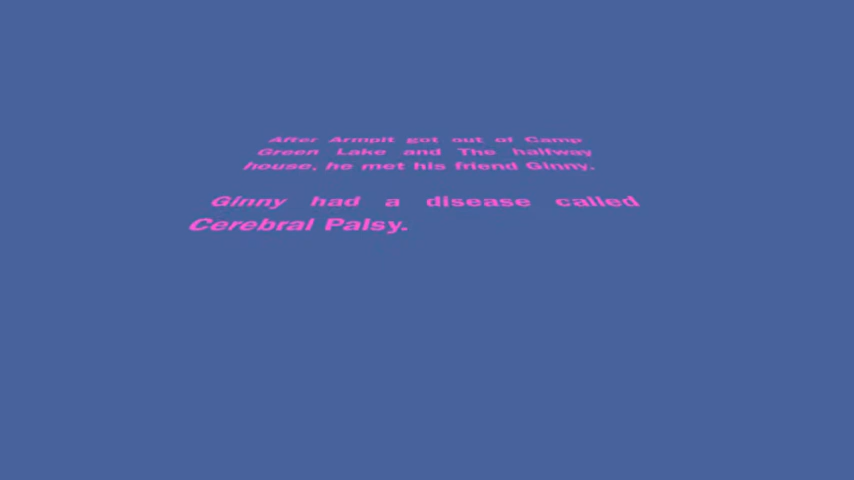 After Armpit got out of Camp
Green Lake and The halfway
house, he met his friend Ginny.
Ginny had a disease called
Cerebral Palsy.